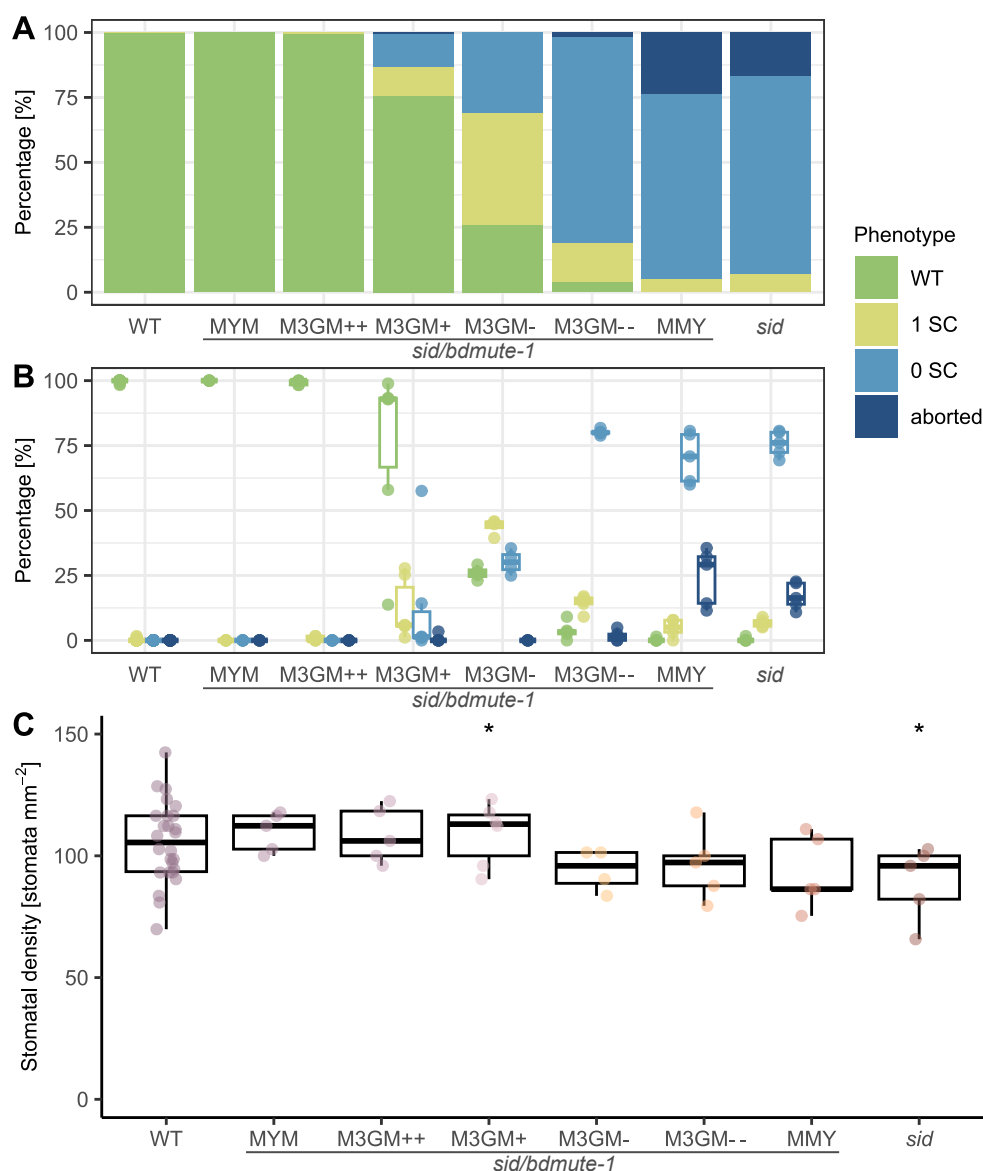 A
Percentage [%]
100
75
50
25
0
WT MYM M3GM++ M3GM+ M3GM- M3GM-- MMY sid
sid/bdmute-1
Phenotype
WT
1 SC
0 SC
aborted
B
Percentage [%]
100
75
50
25
0
WT MYM M3GM++ M3GM+ M3GM- M3GM-- MMY sid
sid/bdmute-1
C
Stomatal density [stomata mm⁻²]
150
100
50
0
* *
WT MYM M3GM++ M3GM+ M3GM- M3GM-- MMY sid
sid/bdmute-1